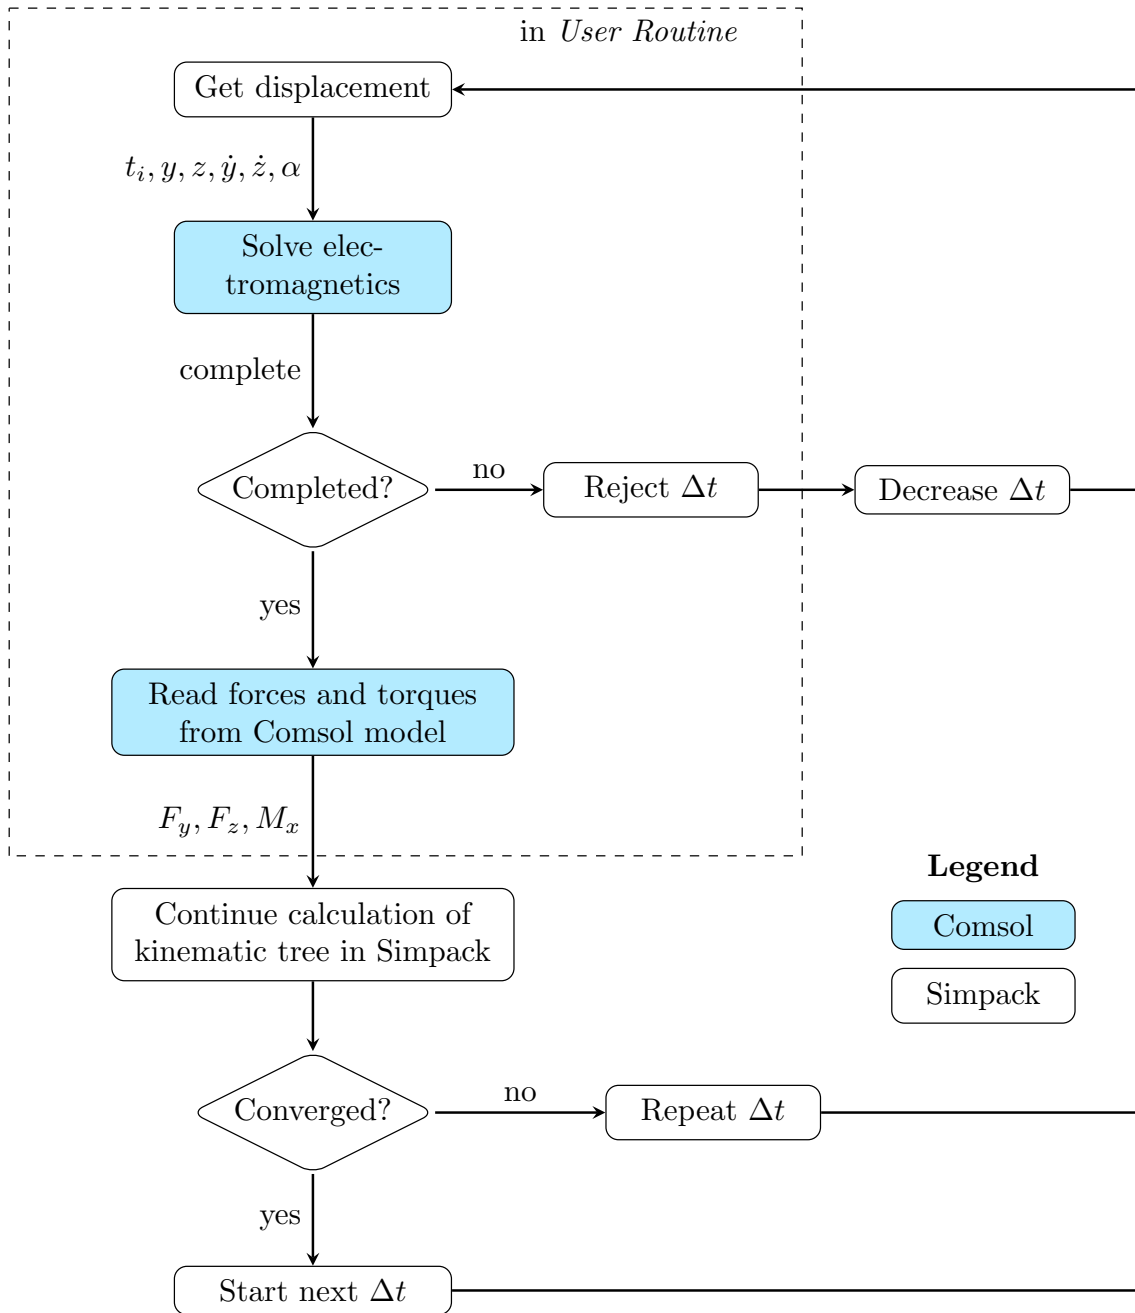 in User Routine
Get displacement
t_i, y, z, ẏ, ż, α
Solve elec-
tromagnetics
complete
Completed?
no
Reject Δt
Decrease Δt
yes
Read forces and torques
from Comsol model
F_y, F_z, M_x
Legend
Comsol
Simpack
Continue calculation of
kinematic tree in Simpack
Converged?
no
Repeat Δt
yes
Start next Δt